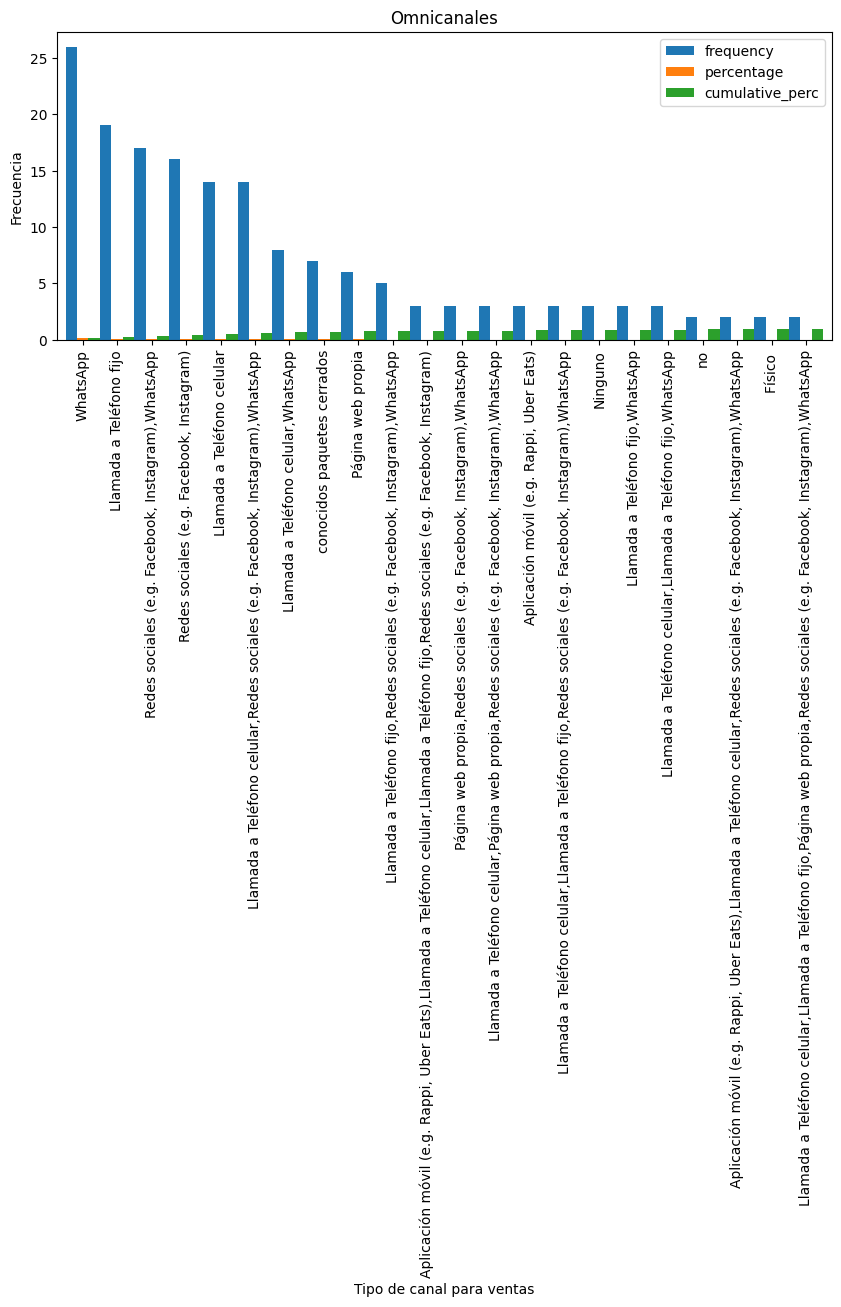 Omnicanales
frequency
percentage
cumulative_perc
25
20
15
10
5
0
Frecuencia
WhatsApp
Llamada a Teléfono fijo
Redes sociales (e.g. Facebook, Instagram),WhatsApp
Redes sociales (e.g. Facebook, Instagram)
Llamada a Teléfono celular
Llamada a Teléfono celular,Redes sociales (e.g. Facebook, Instagram),WhatsApp
Llamada a Teléfono celular,WhatsApp
conocidos paquetes cerrados
Página web propia
Llamada a Teléfono fijo,Redes sociales (e.g. Facebook, Instagram),WhatsApp
Aplicación móvil (e.g. Rappi, Uber Eats),Llamada a Teléfono celular,Llamada a Teléfono fijo,Redes sociales (e.g. Facebook, Instagram)
Página web propia,Redes sociales (e.g. Facebook, Instagram),WhatsApp
Llamada a Teléfono celular,Página web propia,Redes sociales (e.g. Facebook, Instagram),WhatsApp
Aplicación móvil (e.g. Rappi, Uber Eats)
Llamada a Teléfono celular,Llamada a Teléfono fijo,Redes sociales (e.g. Facebook, Instagram),WhatsApp
Ninguno
Llamada a Teléfono fijo,WhatsApp
Llamada a Teléfono celular,Llamada a Teléfono fijo,WhatsApp
no
Aplicación móvil (e.g. Rappi, Uber Eats),Llamada a Teléfono celular,Redes sociales (e.g. Facebook, Instagram),WhatsApp
Físico
Llamada a Teléfono celular,Llamada a Teléfono fijo,Página web propia,Redes sociales (e.g. Facebook, Instagram),WhatsApp
Tipo de canal para ventas